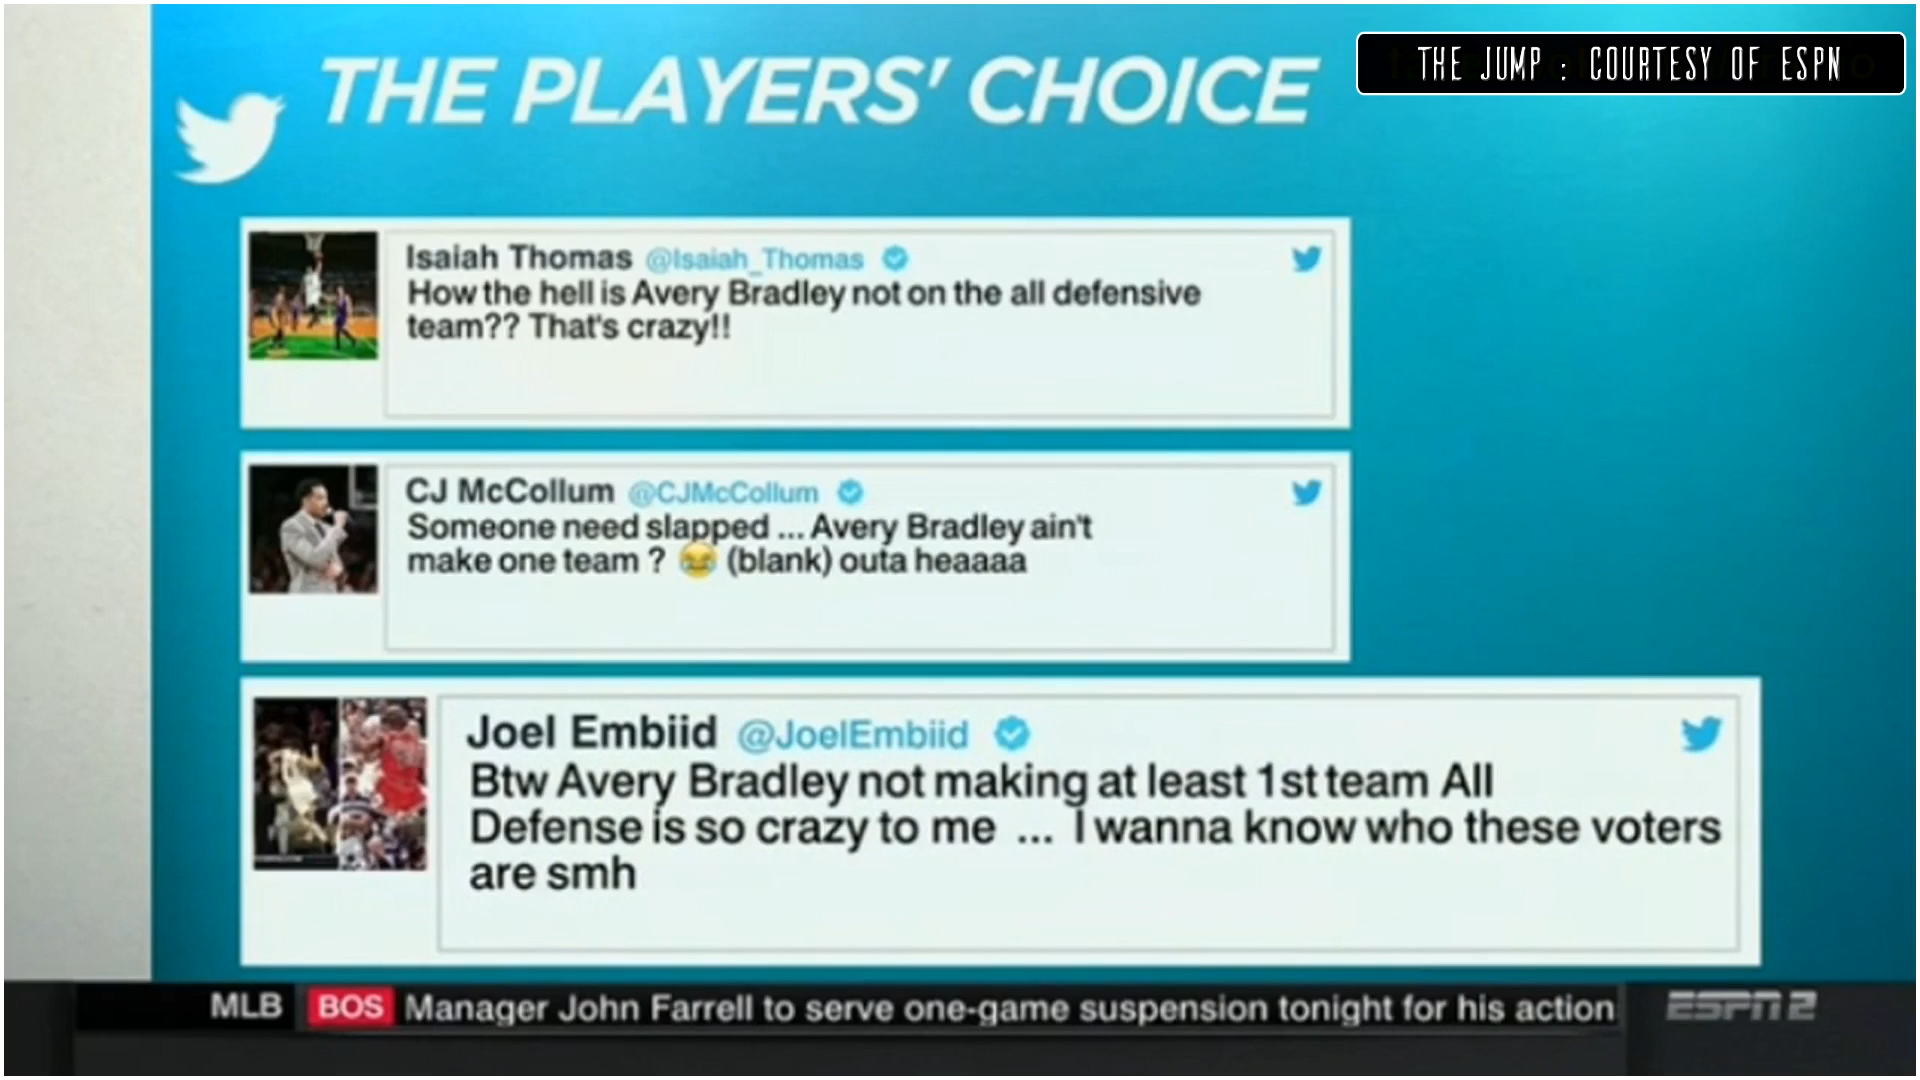 THE PLAYERS' CHOICE
THE JUMP : COURTESY OF ESPN
Isaiah Thomas @Isaiah_Thomas
How the hell is Avery Bradley not on the all defensive
team?? That's crazy!!
CJ McCollum @CJMcCollum
Someone need slapped ... Avery Bradley ain't
make one team ? 😂 (blank) outa heaaaa
Joel Embiid @JoelEmbiid
Btw Avery Bradley not making at least 1st team All
Defense is so crazy to me ... I wanna know who these voters
are smh
MLB BOS Manager John Farrell to serve one-game suspension tonight for his action
ESPN2